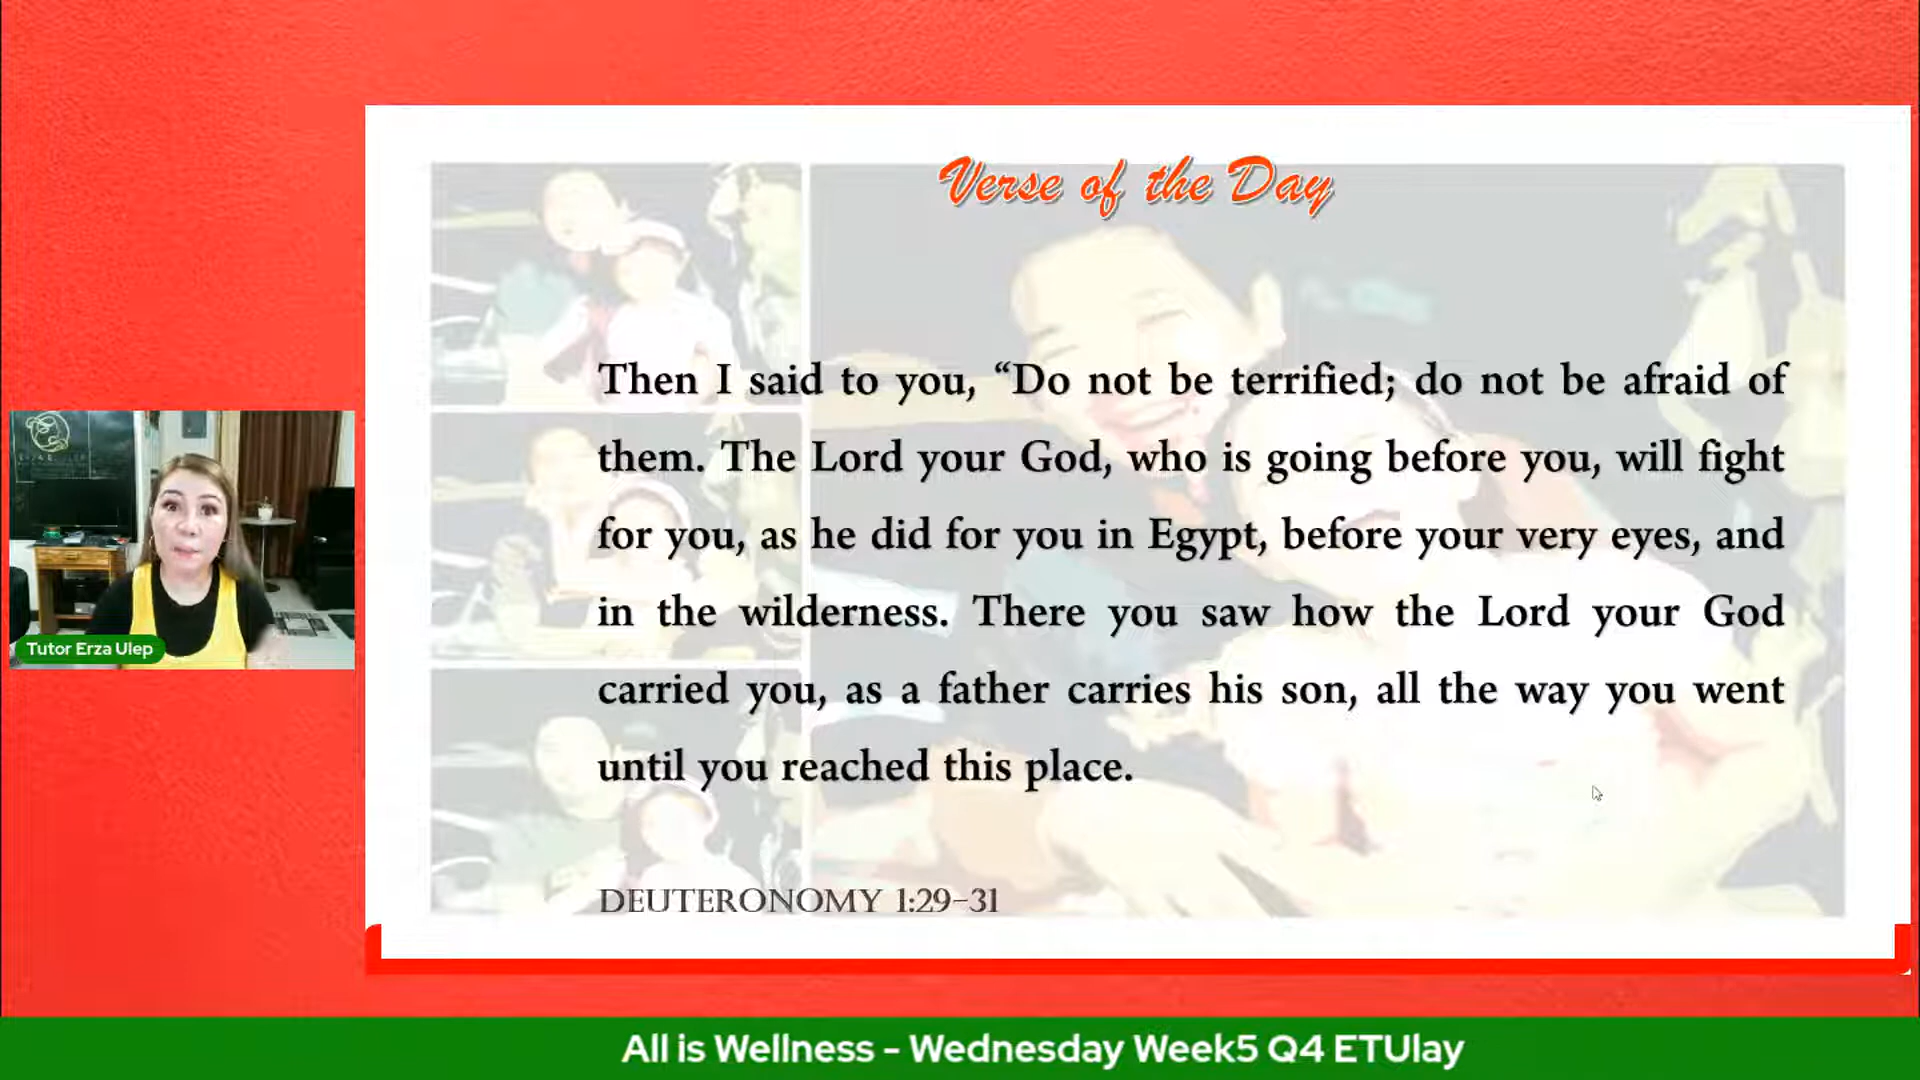 Verse of the Day
Then I said to you, “Do not be terrified; do not be afraid of
them. The Lord your God, who is going before you, will fight
for you, as he did for you in Egypt, before your very eyes, and
in the wilderness. There you saw how the Lord your God
carried you, as a father carries his son, all the way you went
until you reached this place.
DEUTERONOMY 1:29-31
Tutor Erza Ulep
All is Wellness - Wednesday Week5 Q4 ETUlay